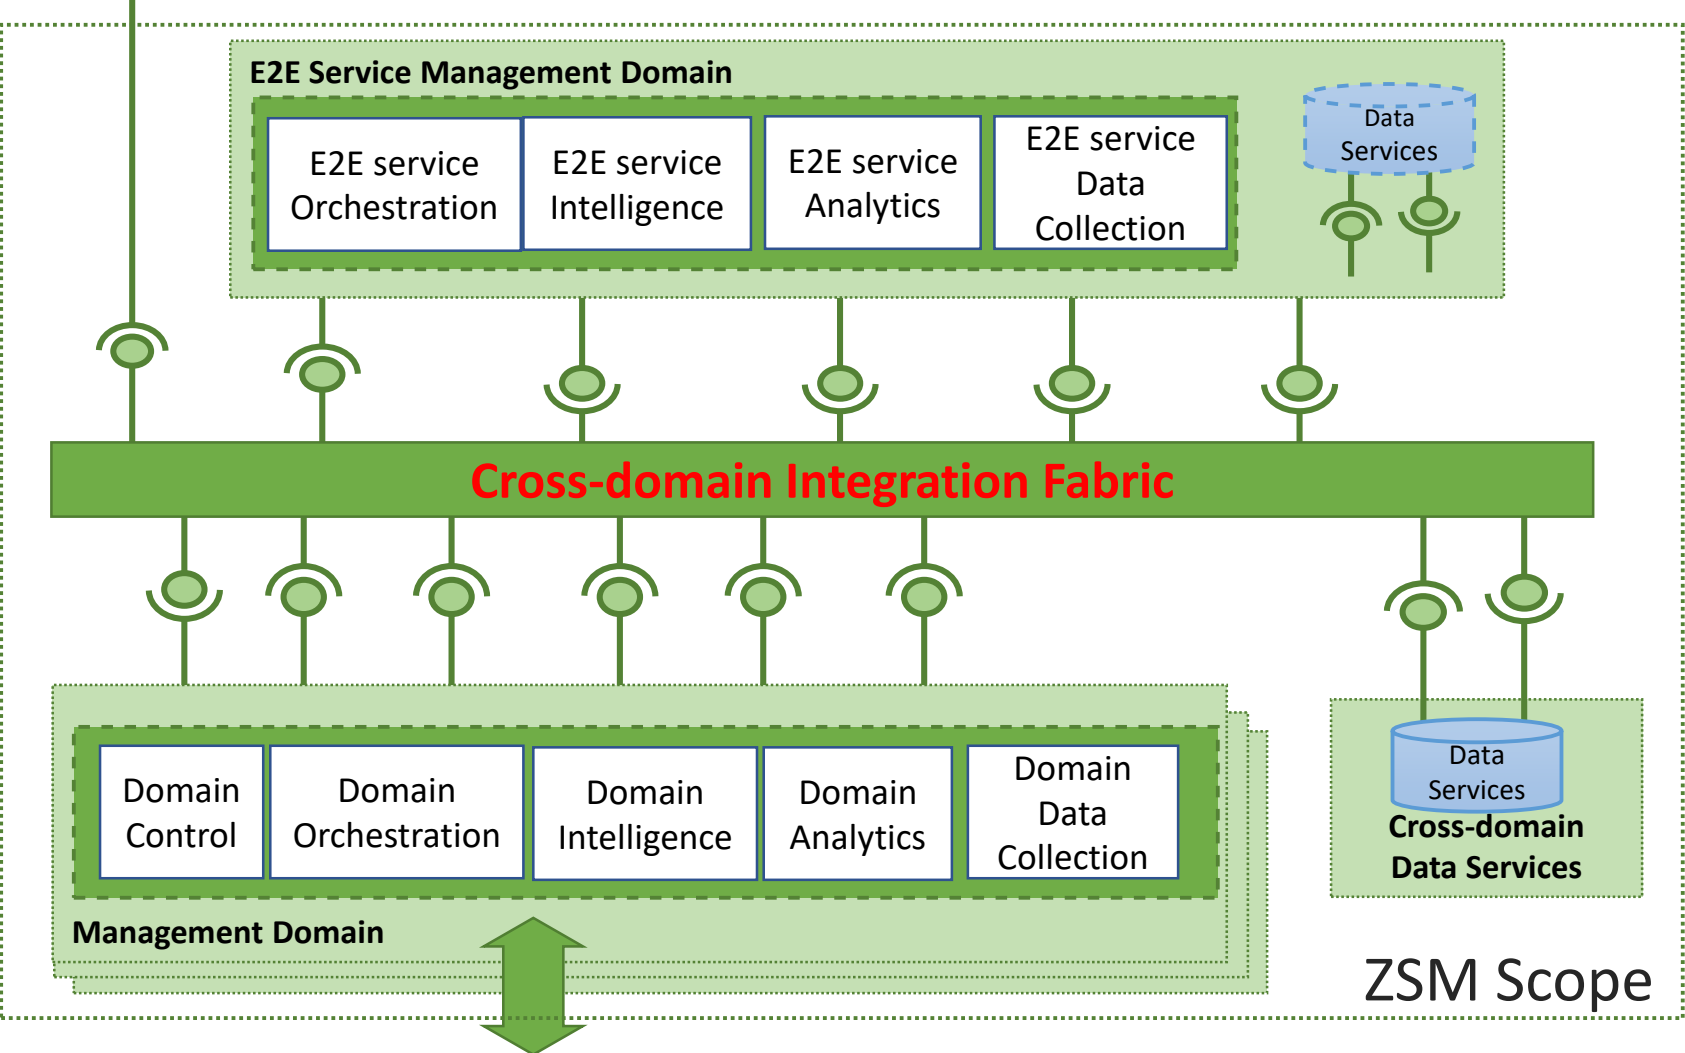 E2E Service Management Domain
E2E service
Orchestration
E2E service
Intelligence
E2E service
Analytics
E2E service
Data
Collection
Data
Services
Cross-domain Integration Fabric
Domain
Control
Domain
Orchestration
Domain
Intelligence
Domain
Analytics
Domain
Data
Collection
Management Domain
Data
Services
Cross-domain
Data Services
ZSM Scope